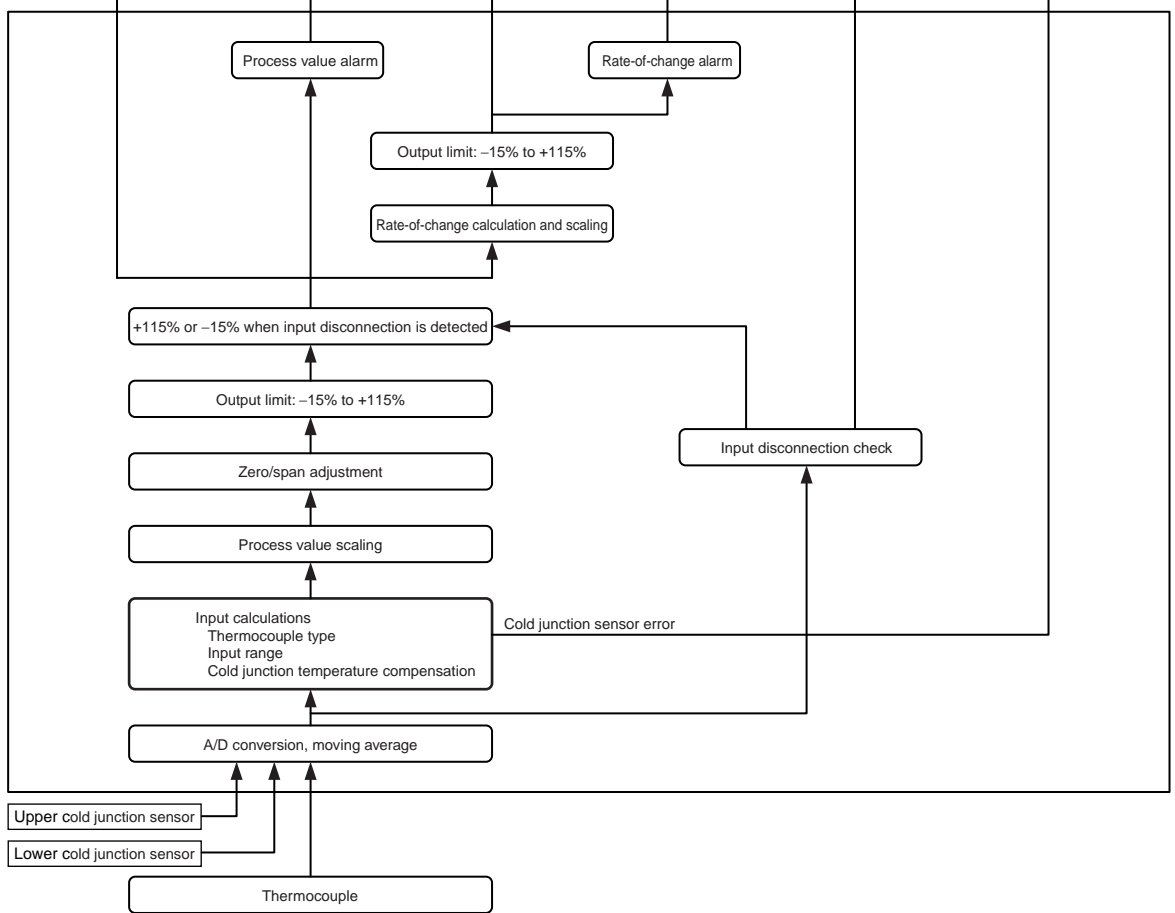 Process value alarm
Rate-of-change alarm
Output limit: –15% to +115%
Rate-of-change calculation and scaling
+115% or –15% when input disconnection is detected
Output limit: –15% to +115%
Input disconnection check
Zero/span adjustment
Process value scaling
Input calculations
Thermocouple type
Input range
Cold junction temperature compensation
Cold junction sensor error
A/D conversion, moving average
Upper cold junction sensor
Lower cold junction sensor
Thermocouple